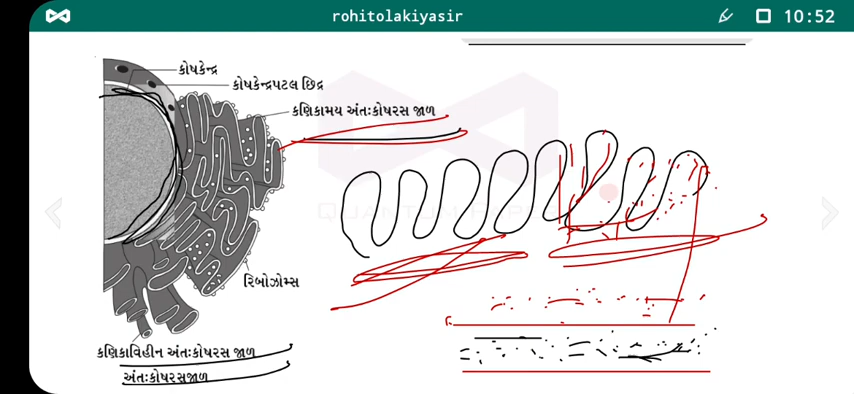 rohitolakiyasir
10:52
કોષકેન્દ્ર
કોષકેન્દ્રપટલ છિદ્ર
કણિકામય અંતઃકોષરસ જાળ
રિબોઝોમ્સ
કણિકાવિહીન અંતઃકોષરસ જાળ
અંતઃકોષરસજાળ